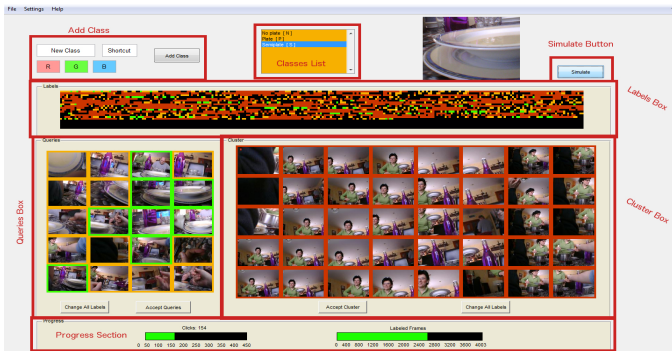 File Settings Help
Add Class
New Class Shortcut
Add Class
R G B
No plate [ N ]
Plate [ P ]
Semiplate [ S ]
Classes List
Simulate Button
Simulate
Labels
Labels Box
Queries
Cluster
Queries Box
Cluster Box
Change All Labels Accept Queries
Accept Cluster Change All Labels
Progress
Progress Section
Clicks: 154
0 50 100 150 200 250 300 350 400 450
Labeled Frames
0 400 800 1200 1600 2000 2400 2800 3200 3600 4003